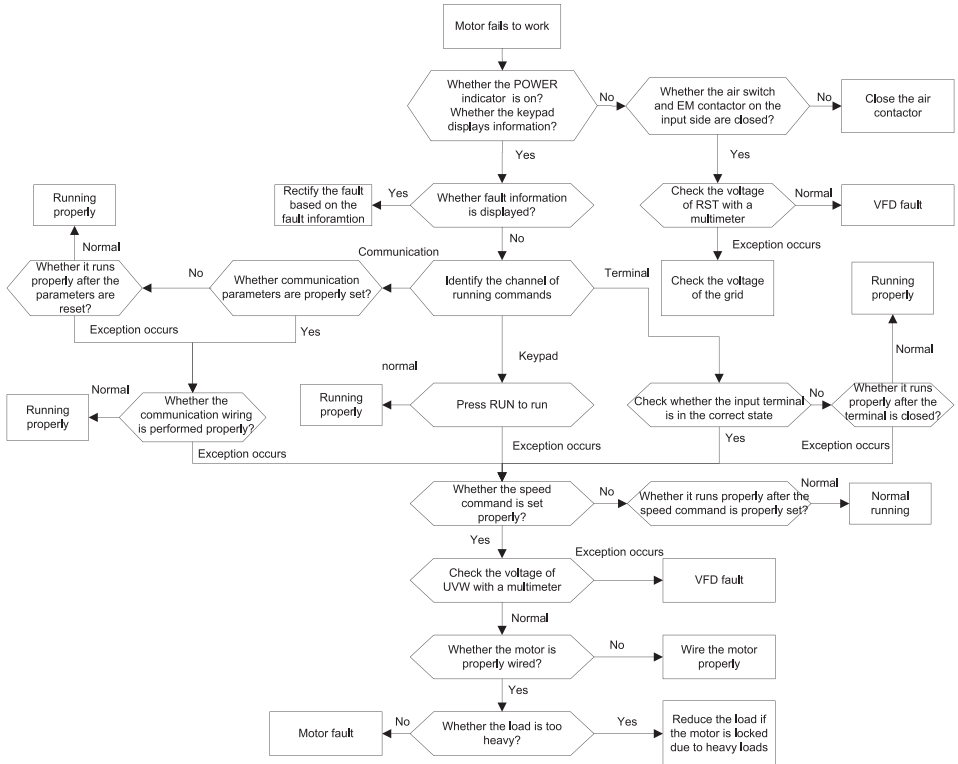 Motor fails to work
Whether the POWER
indicator is on?
Whether the keypad
displays information?
No
Whether the air switch
and EM contactor on the
input side are closed?
No
Close the air
contactor
Yes
Yes
Running
properly
Rectify the fault
based on the
fault inforamtion
Yes
Whether fault information
is displayed?
Check the voltage
of RST with a
multimeter
Normal
VFD fault
Normal
No
Exception occurs
Communication
Whether it runs
properly after the
parameters are
reset?
No
Whether communication
parameters are properly set?
Identify the channel of
running commands
Terminal
Check the voltage
of the grid
Running
properly
Exception occurs
Yes
Keypad
Normal
normal
Normal
Running
properly
Whether the
communication wiring
is performed properly?
Running
properly
Press RUN to run
Check whether the input terminal
is in the correct state
No
Whether it runs
properly after the
terminal is closed?
Exception occurs
Exception occurs
Yes
Exception occurs
Whether the speed
command is set
properly?
No
Whether it runs properly after the
speed command is properly set?
Normal
Normal
running
Yes
Exception occurs
Check the voltage of
UVW with a multimeter
VFD fault
Normal
Whether the motor is
properly wired?
No
Wire the motor
properly
Yes
Motor fault
No
Whether the load is too
heavy?
Yes
Reduce the load if
the motor is locked
due to heavy loads